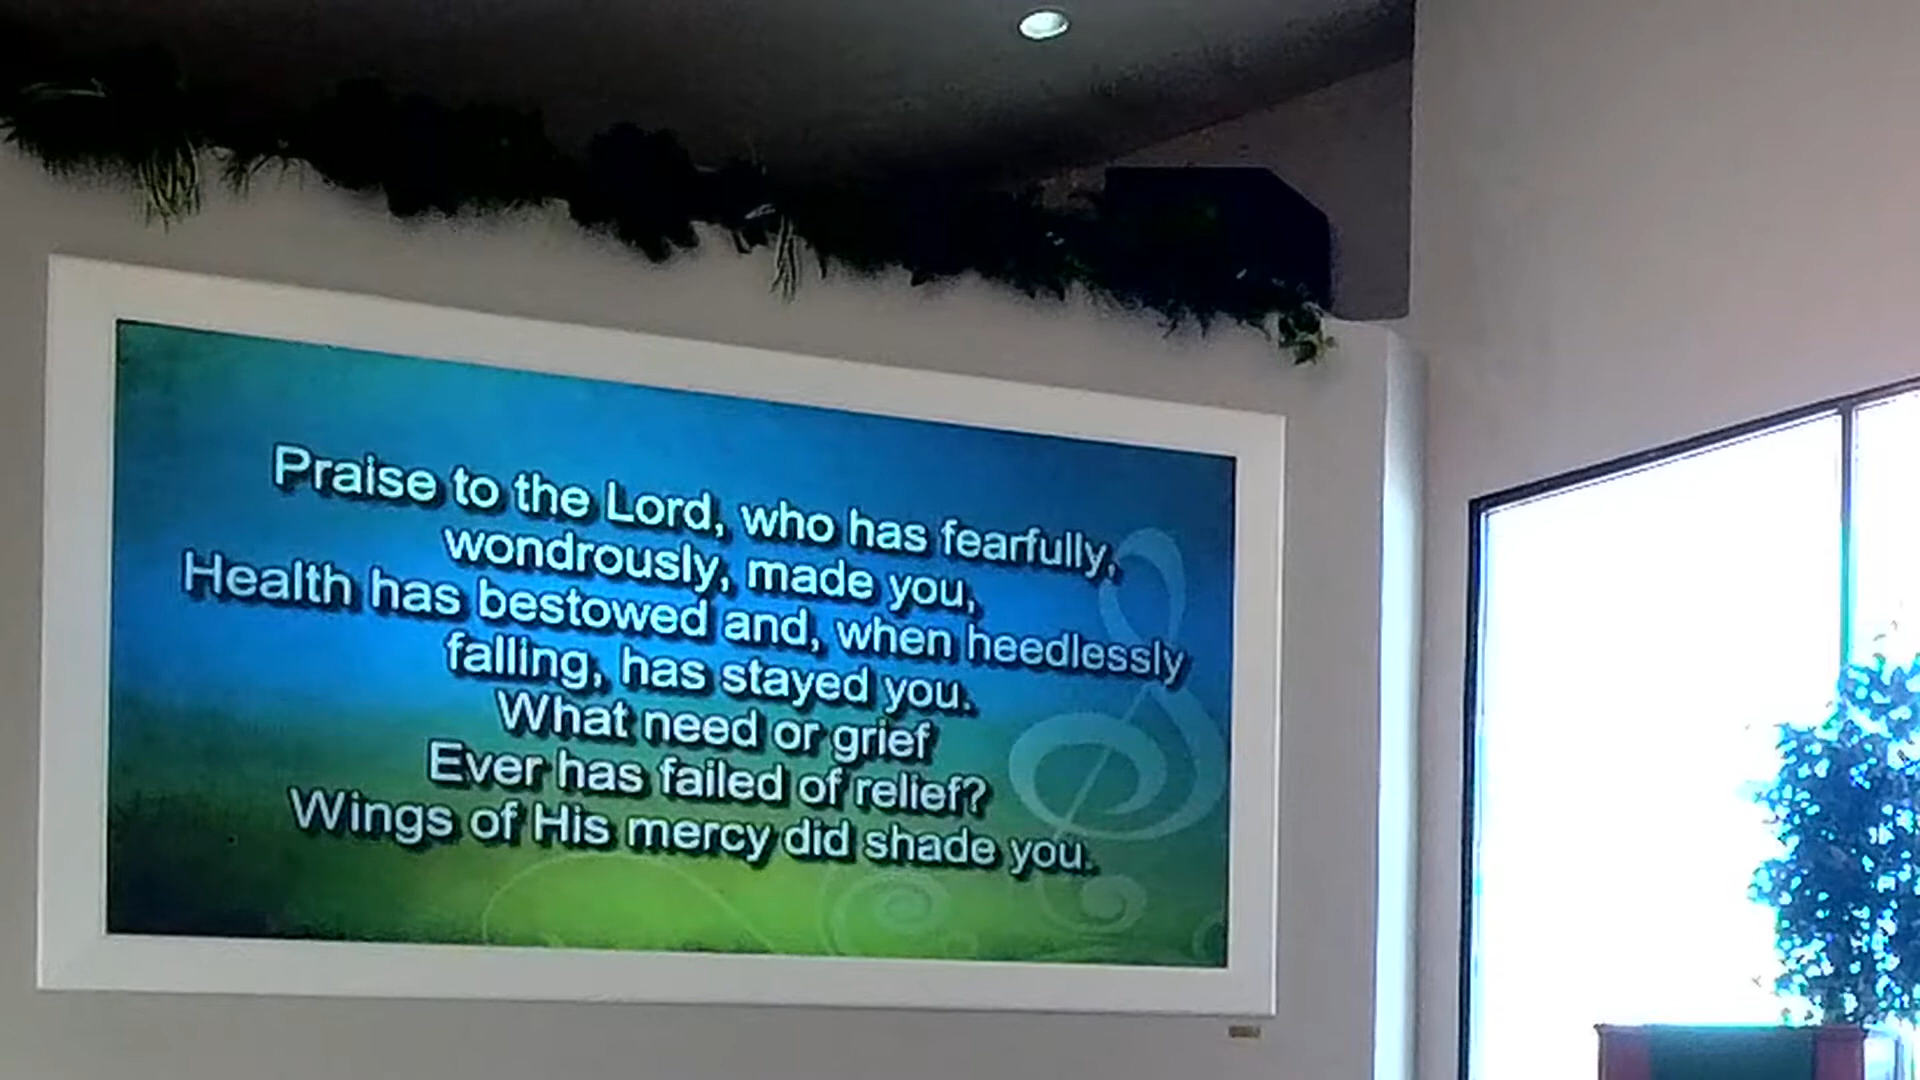 Praise to the Lord, who has fearfully,
wondrously, made you,
Health has bestowed and, when heedlessly
falling, has stayed you.
What need or grief
Ever has failed of relief?
Wings of His mercy did shade you.